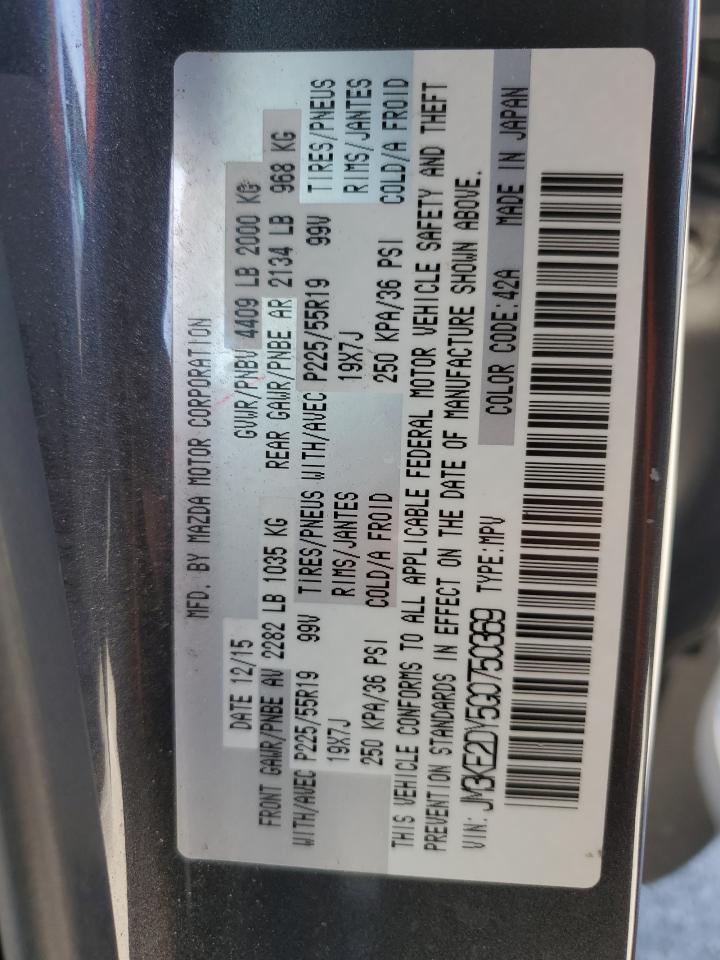 MFD. BY MAZDA MOTOR CORPORATION
DATE 12/15 GVWR/PNBV 4409 LB 2000 KG
FRONT GAWR/PNBE AV 2282 LB 1035 KG REAR GAWR/PNBE AR 2134 LB 968 KG
WITH/AVEC P225/55R19 99V TIRES/PNEUS WITH/AVEC P225/55R19 99V TIRES/PNEUS
19X7J RIMS/JANTES 19X7J RIMS/JANTES
250 KPA/36 PSI COLD/A FROID 250 KPA/36 PSI COLD/A FROID
THIS VEHICLE CONFORMS TO ALL APPLICABLE FEDERAL MOTOR VEHICLE SAFETY AND THEFT
PREVENTION STANDARDS IN EFFECT ON THE DATE OF MANUFACTURE SHOWN ABOVE.
VIN: JM3KE2DY5G0750369 TYPE:MPV COLOR CODE:42A MADE IN JAPAN